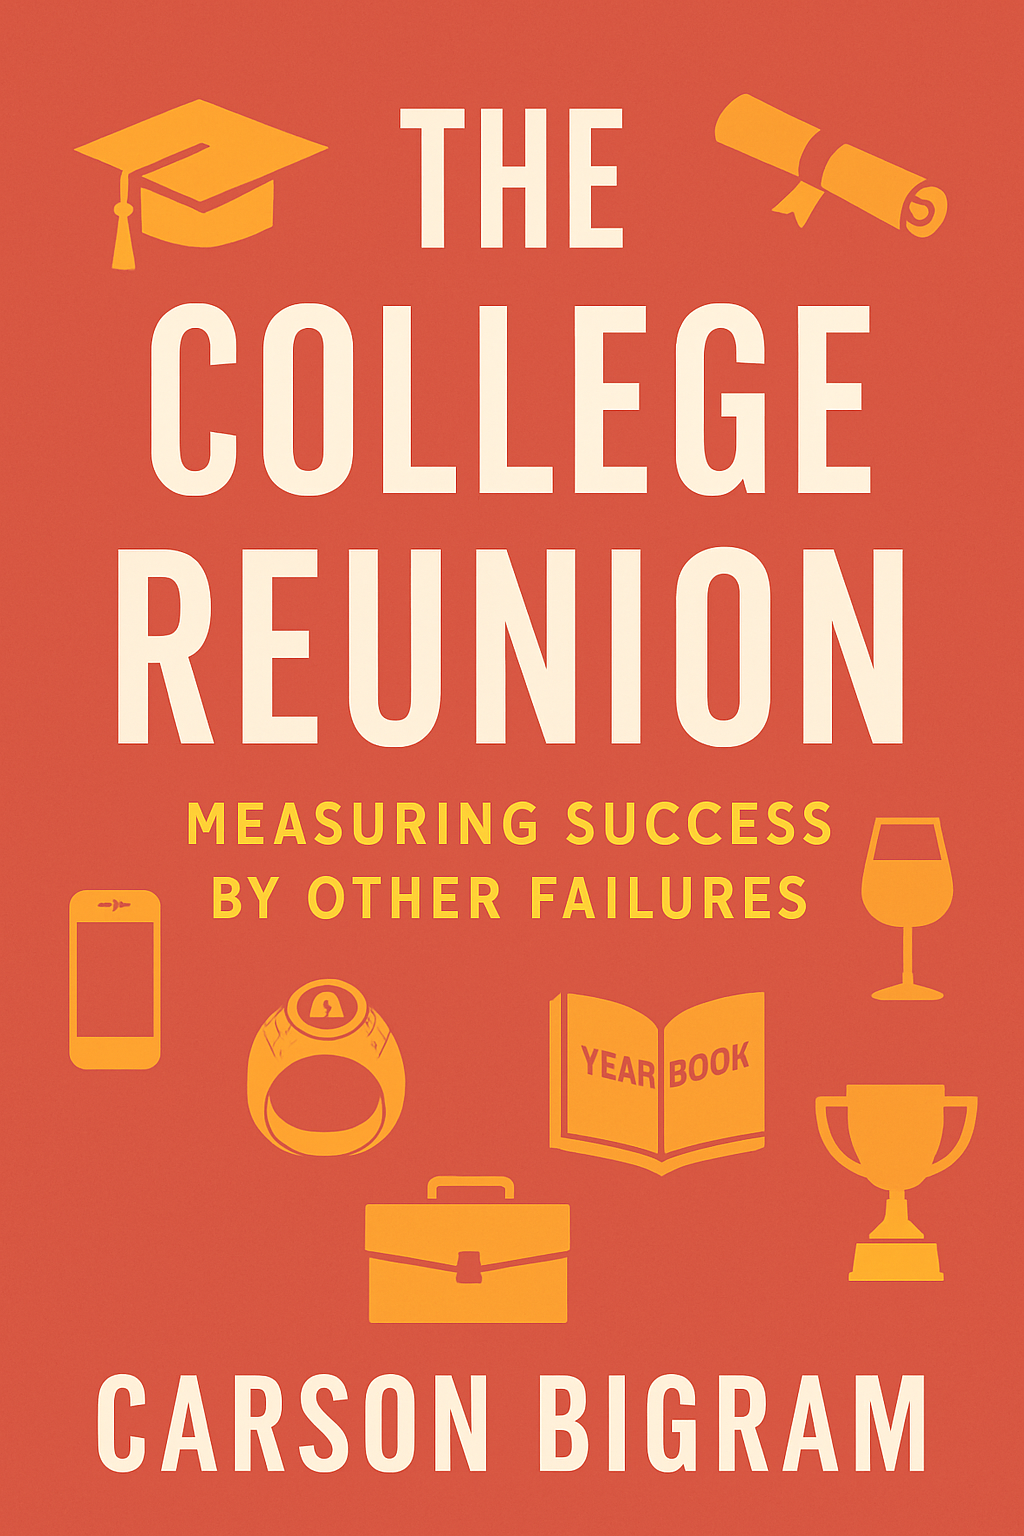 THE
COLLEGE
REUNION
MEASURING SUCCESS
BY OTHER FAILURES
YEAR BOOK
CARSON BIGRAM